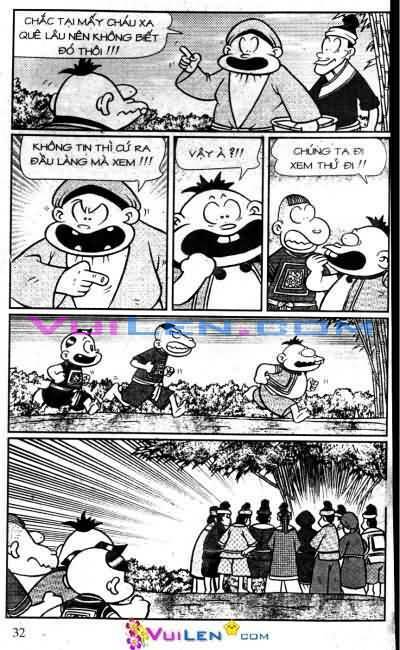 CHẮC TẠI MẤY CHÁU XA
QUÊ LÂU NÊN KHÔNG BIẾT
ĐÓ THÔI !!!
KHÔNG TIN THÌ CỨ RA
ĐẦU LÀNG MÀ XEM !!!
VẬY À ?!!
CHÚNG TA ĐI
XEM THỬ ĐI !!
VUILEN.COM
32
VUILEN COM